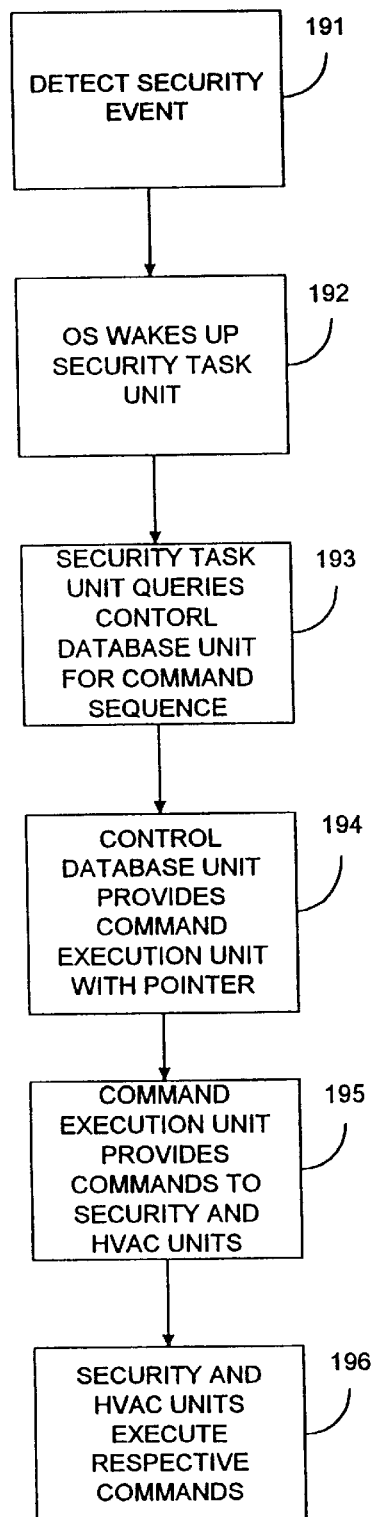 191
DETECT SECURITY
EVENT
192
OS WAKES UP
SECURITY TASK
UNIT
193
SECURITY TASK
UNIT QUERIES
CONTORL
DATABASE UNIT
FOR COMMAND
SEQUENCE
194
CONTROL
DATABASE UNIT
PROVIDES
COMMAND
EXECUTION UNIT
WITH POINTER
195
COMMAND
EXECUTION UNIT
PROVIDES
COMMANDS TO
SECURITY AND
HVAC UNITS
196
SECURITY AND
HVAC UNITS
EXECUTE
RESPECTIVE
COMMANDS